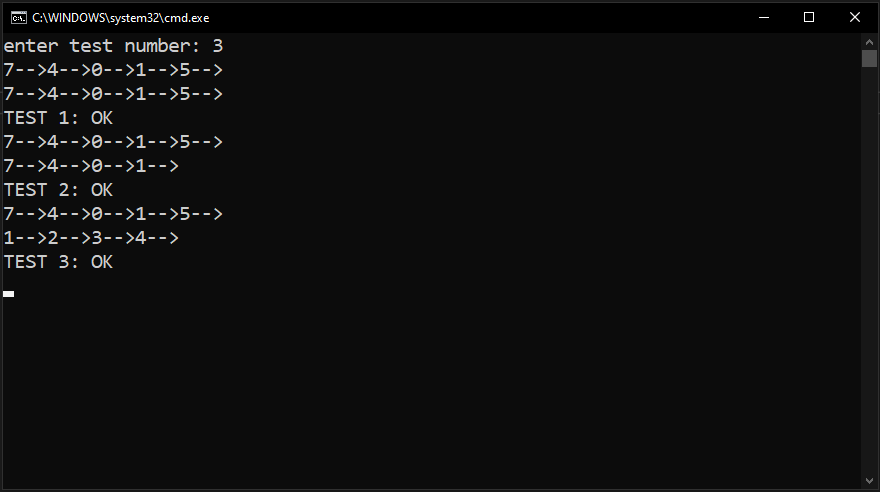 C:\WINDOWS\system32\cmd.exe
enter test number: 3
7-->4-->0-->1-->5-->
7-->4-->0-->1-->5-->
TEST 1: OK
7-->4-->0-->1-->5-->
7-->4-->0-->1-->
TEST 2: OK
7-->4-->0-->1-->5-->
1-->2-->3-->4-->
TEST 3: OK